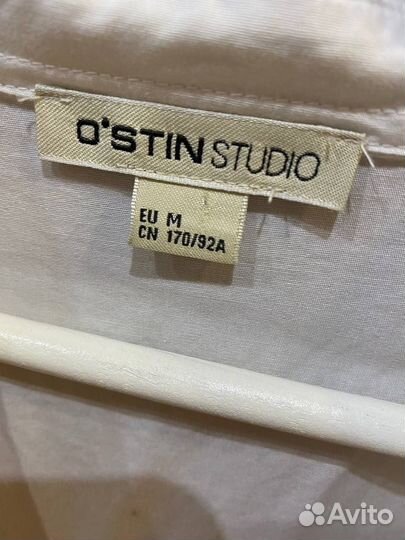 O'STIN STUDIO
EU M
CN 170/92A
Avito